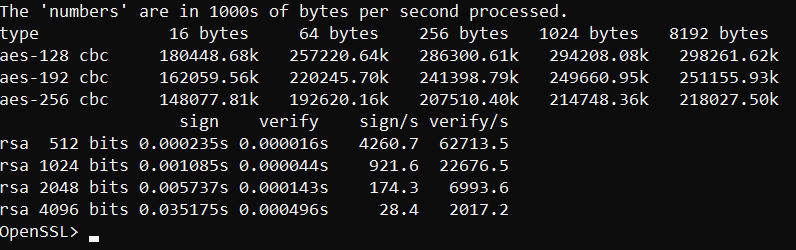 The 'numbers' are in 1000s of bytes per second processed.
type             16 bytes     64 bytes    256 bytes   1024 bytes   8192 bytes
aes-128 cbc     180448.68k   257220.64k   286300.61k   294208.08k   298261.62k
aes-192 cbc     162059.56k   220245.70k   241398.79k   249660.95k   251155.93k
aes-256 cbc     148077.81k   192620.16k   207510.40k   214748.36k   218027.50k
                  sign    verify    sign/s verify/s
rsa  512 bits 0.000235s 0.000016s   4260.7  62713.5
rsa 1024 bits 0.001085s 0.000044s    921.6  22676.5
rsa 2048 bits 0.005737s 0.000143s    174.3   6993.6
rsa 4096 bits 0.035175s 0.000496s     28.4   2017.2
OpenSSL>